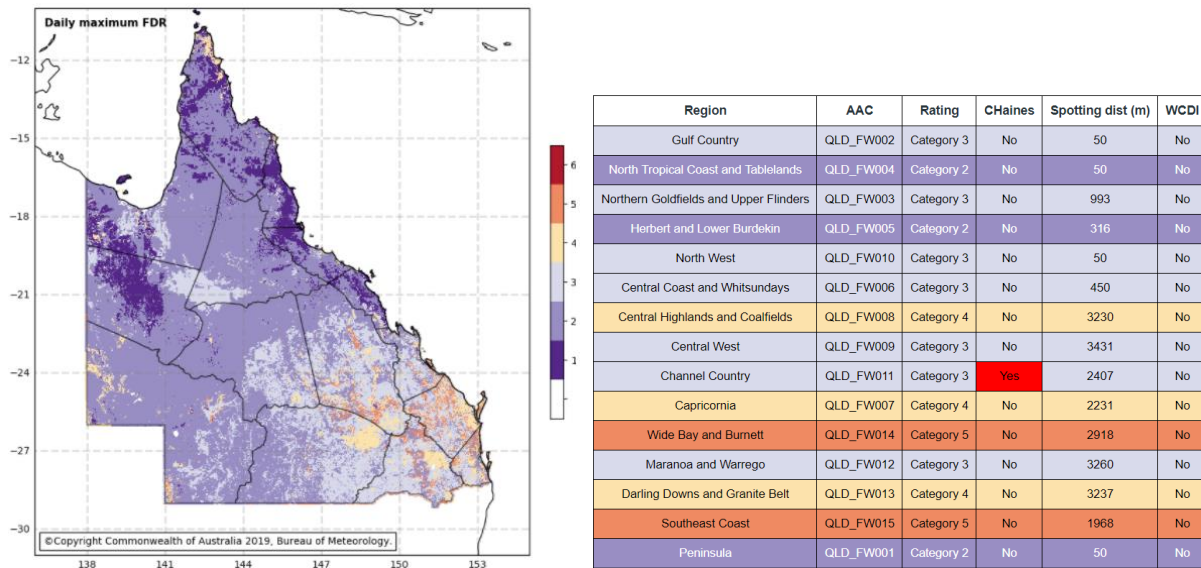 Daily maximum FDR
−12
−15
−18
−21
−24
−27
−30
138 141 144 147 150 153
©Copyright Commonwealth of Australia 2019, Bureau of Meteorology.
6
5
4
3
2
1
Region AAC Rating CHaines Spotting dist (m) WCDI
Gulf Country QLD_FW002 Category 3 No 50 No
North Tropical Coast and Tablelands QLD_FW004 Category 2 No 50 No
Northern Goldfields and Upper Flinders QLD_FW003 Category 3 No 993 No
Herbert and Lower Burdekin QLD_FW005 Category 2 No 316 No
North West QLD_FW010 Category 3 No 50 No
Central Coast and Whitsundays QLD_FW006 Category 3 No 450 No
Central Highlands and Coalfields QLD_FW008 Category 4 No 3230 No
Central West QLD_FW009 Category 3 No 3431 No
Channel Country QLD_FW011 Category 3 Yes 2407 No
Capricornia QLD_FW007 Category 4 No 2231 No
Wide Bay and Burnett QLD_FW014 Category 5 No 2918 No
Maranoa and Warrego QLD_FW012 Category 3 No 3260 No
Darling Downs and Granite Belt QLD_FW013 Category 4 No 3237 No
Southeast Coast QLD_FW015 Category 5 No 1968 No
Peninsula QLD_FW001 Category 2 No 50 No